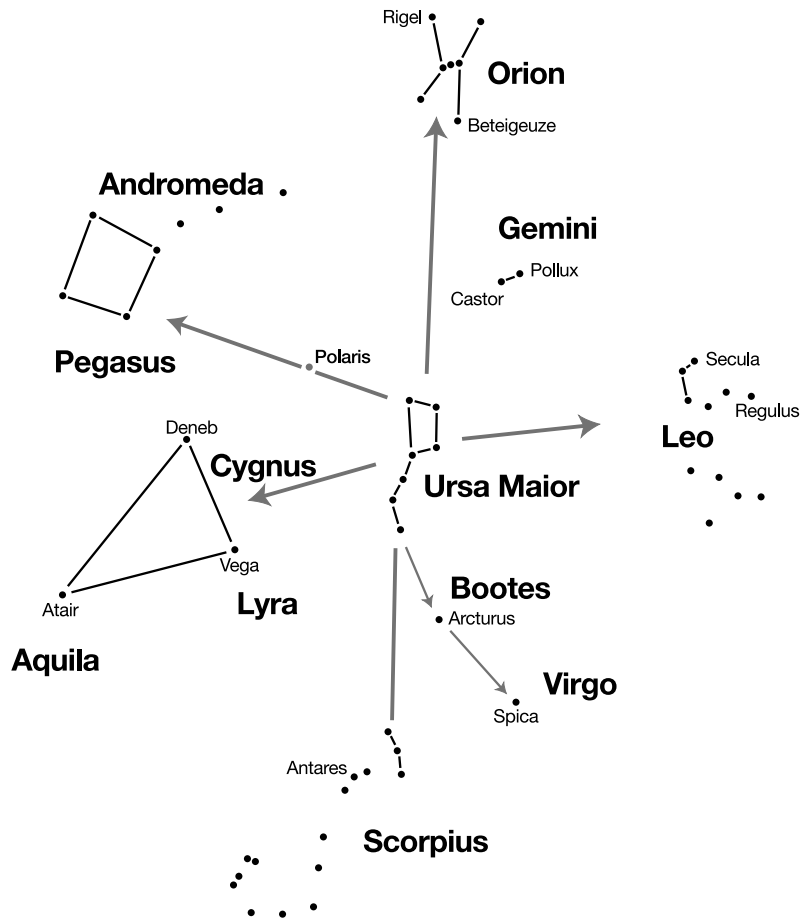 Rigel
Orion
Beteigeuze
Andromeda
Gemini
Pollux
Castor
Pegasus
Polaris
Secula
Regulus
Leo
Deneb
Cygnus
Ursa Maior
Vega
Lyra
Atair
Aquila
Bootes
Arcturus
Virgo
Spica
Antares
Scorpius